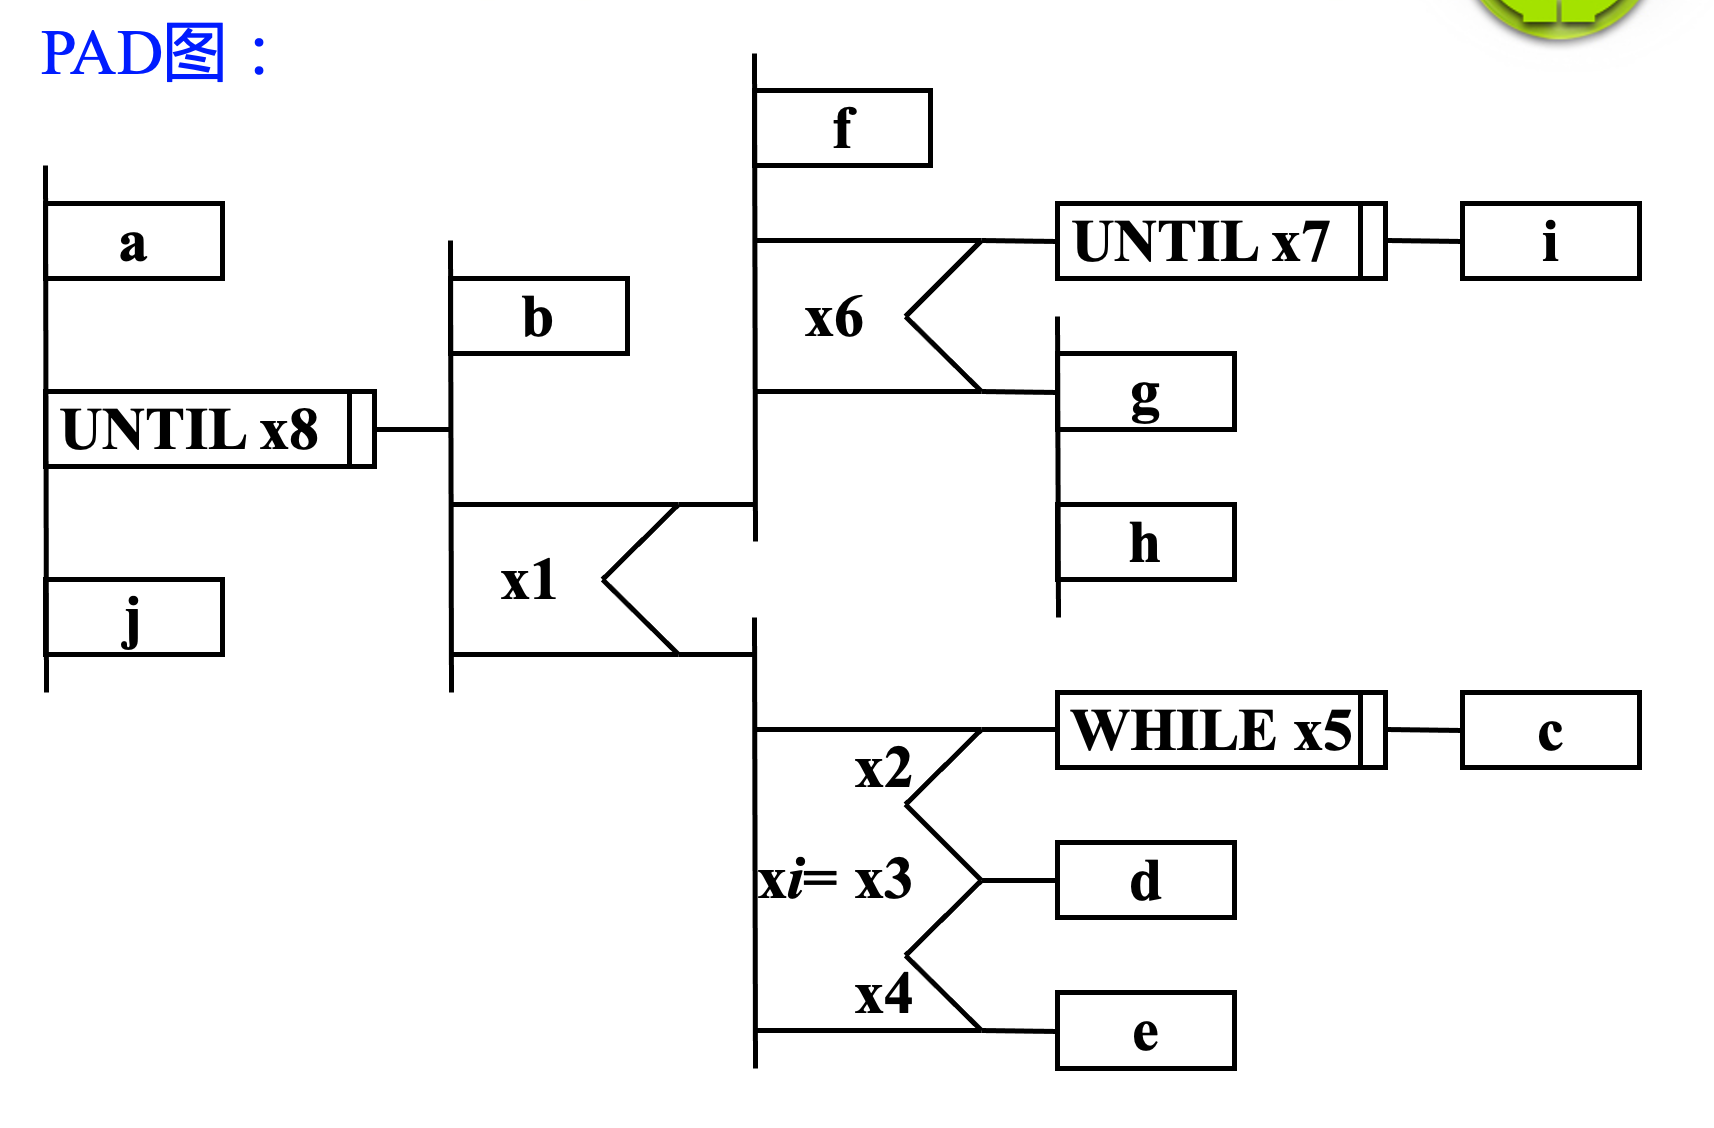 PAD图：
f
a
UNTIL x7
i
b
x6
g
UNTIL x8
h
x1
j
WHILE x5
c
x2
xi= x3
d
x4
e